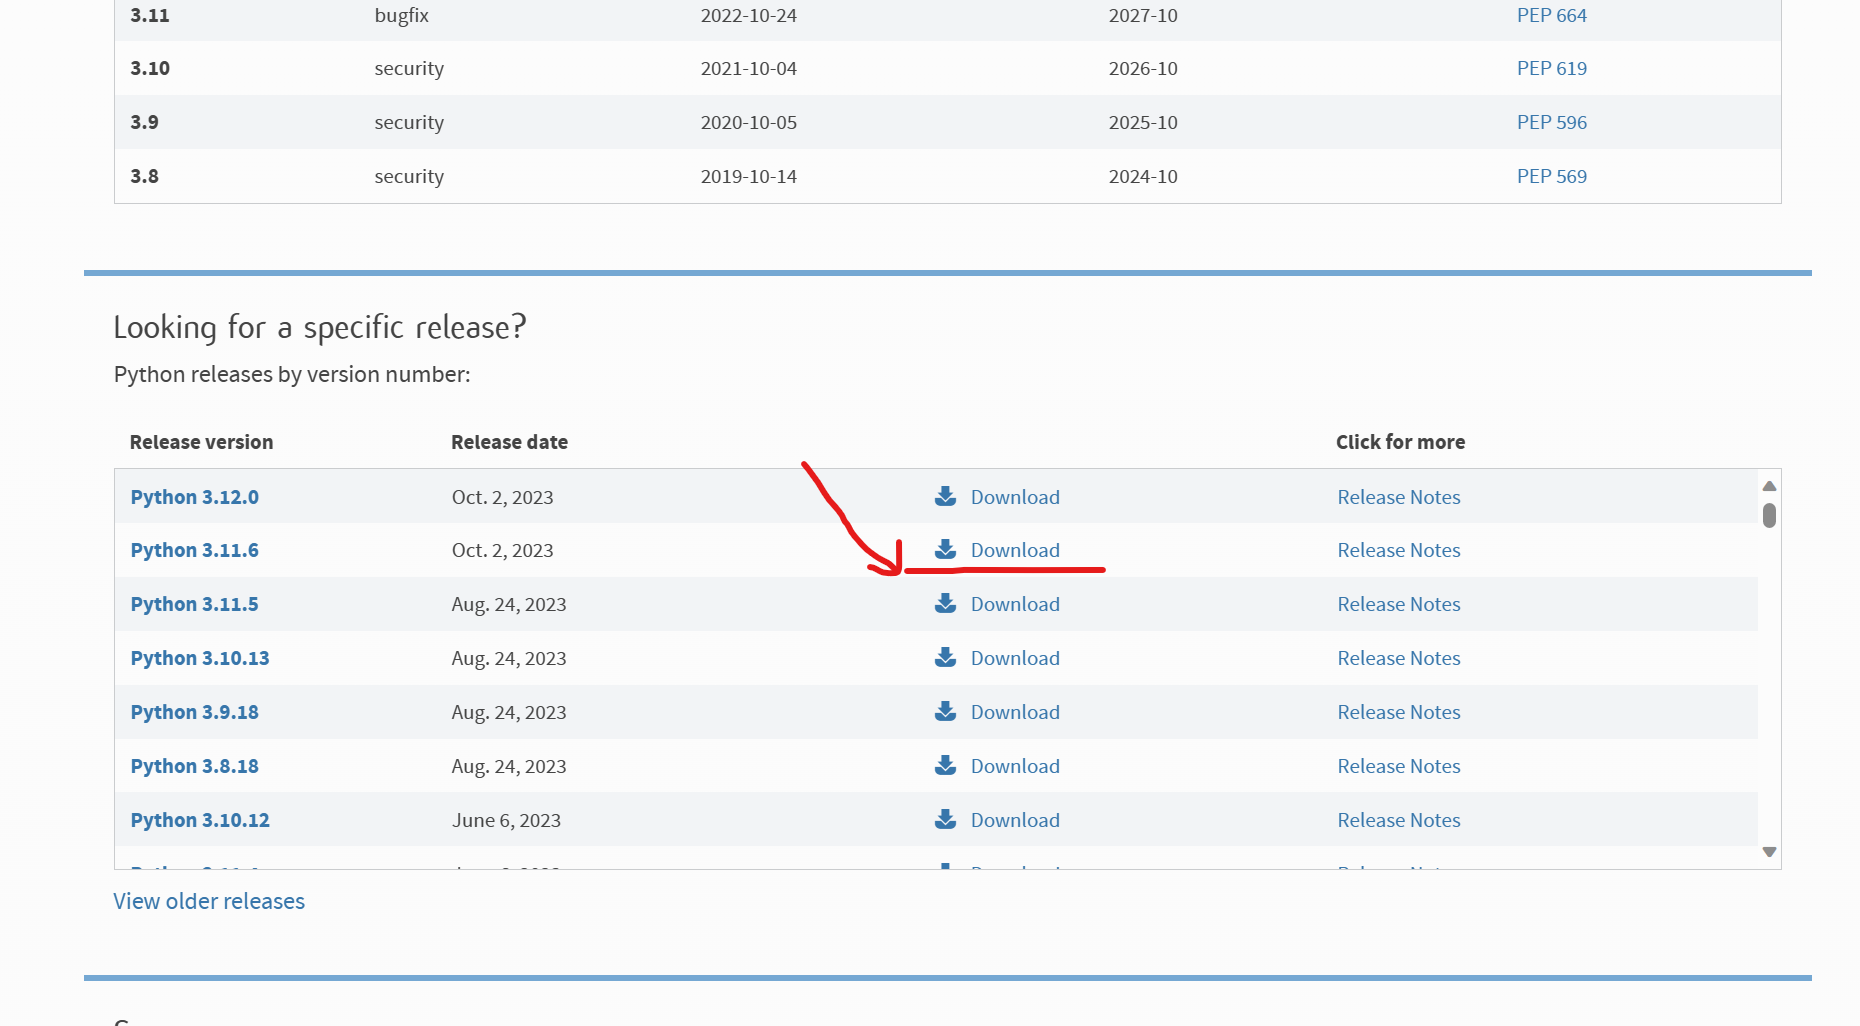 3.11 bugfix 2022-10-24 2027-10 PEP 664
3.10 security 2021-10-04 2026-10 PEP 619
3.9 security 2020-10-05 2025-10 PEP 596
3.8 security 2019-10-14 2024-10 PEP 569
Looking for a specific release?
Python releases by version number:
Release version Release date Click for more
Python 3.12.0 Oct. 2, 2023 Download Release Notes
Python 3.11.6 Oct. 2, 2023 Download Release Notes
Python 3.11.5 Aug. 24, 2023 Download Release Notes
Python 3.10.13 Aug. 24, 2023 Download Release Notes
Python 3.9.18 Aug. 24, 2023 Download Release Notes
Python 3.8.18 Aug. 24, 2023 Download Release Notes
Python 3.10.12 June 6, 2023 Download Release Notes
View older releases